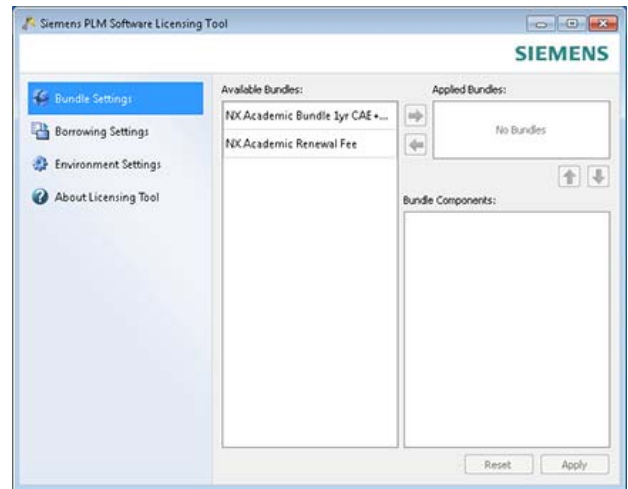 Siemens PLM Software Licensing Tool
SIEMENS
Bundle Settings
Borrowing Settings
Environment Settings
About Licensing Tool
Available Bundles:
NX Academic Bundle 1yr CAE+...
NX Academic Renewal Fee
Applied Bundles:
No Bundles
Bundle Components:
Reset
Apply